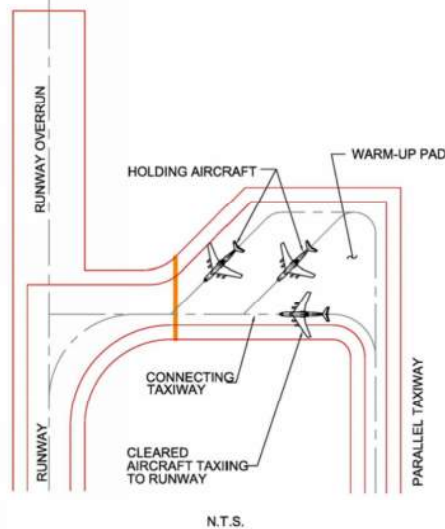 RUNWAY OVERRUN
HOLDING AIRCRAFT
WARM-UP PAD
CONNECTING
TAXIWAY
RUNWAY
CLEARED
AIRCRAFT TAXIING
TO RUNWAY
PARALLEL TAXIWAY
N.T.S.